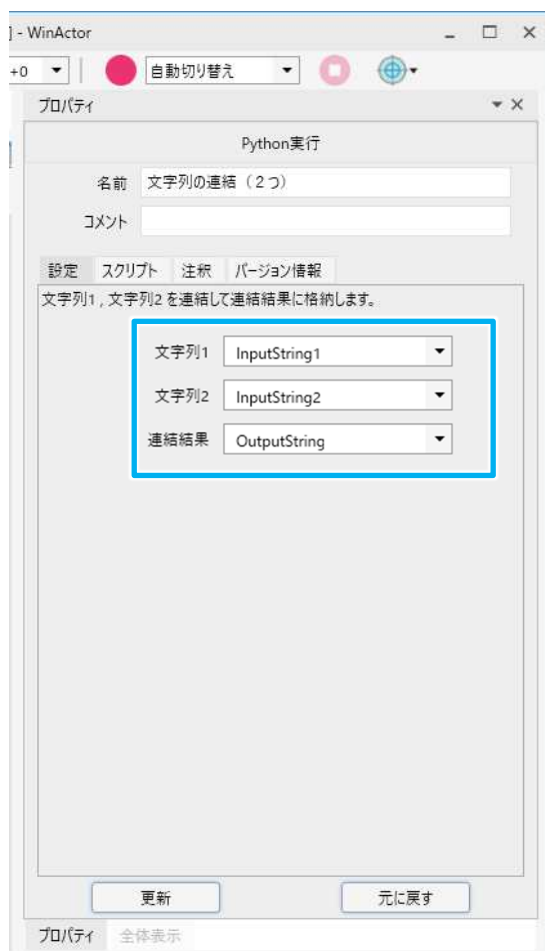 ] - WinActor
+0
自動切り替え
プロパティ
Python実行
名前 文字列の連結（２つ）
コメント
設定 スクリプト 注釈 バージョン情報
文字列1 , 文字列2 を連結して連結結果に格納します。
文字列1 InputString1
文字列2 InputString2
連結結果 OutputString
更新 元に戻す
プロパティ 全体表示